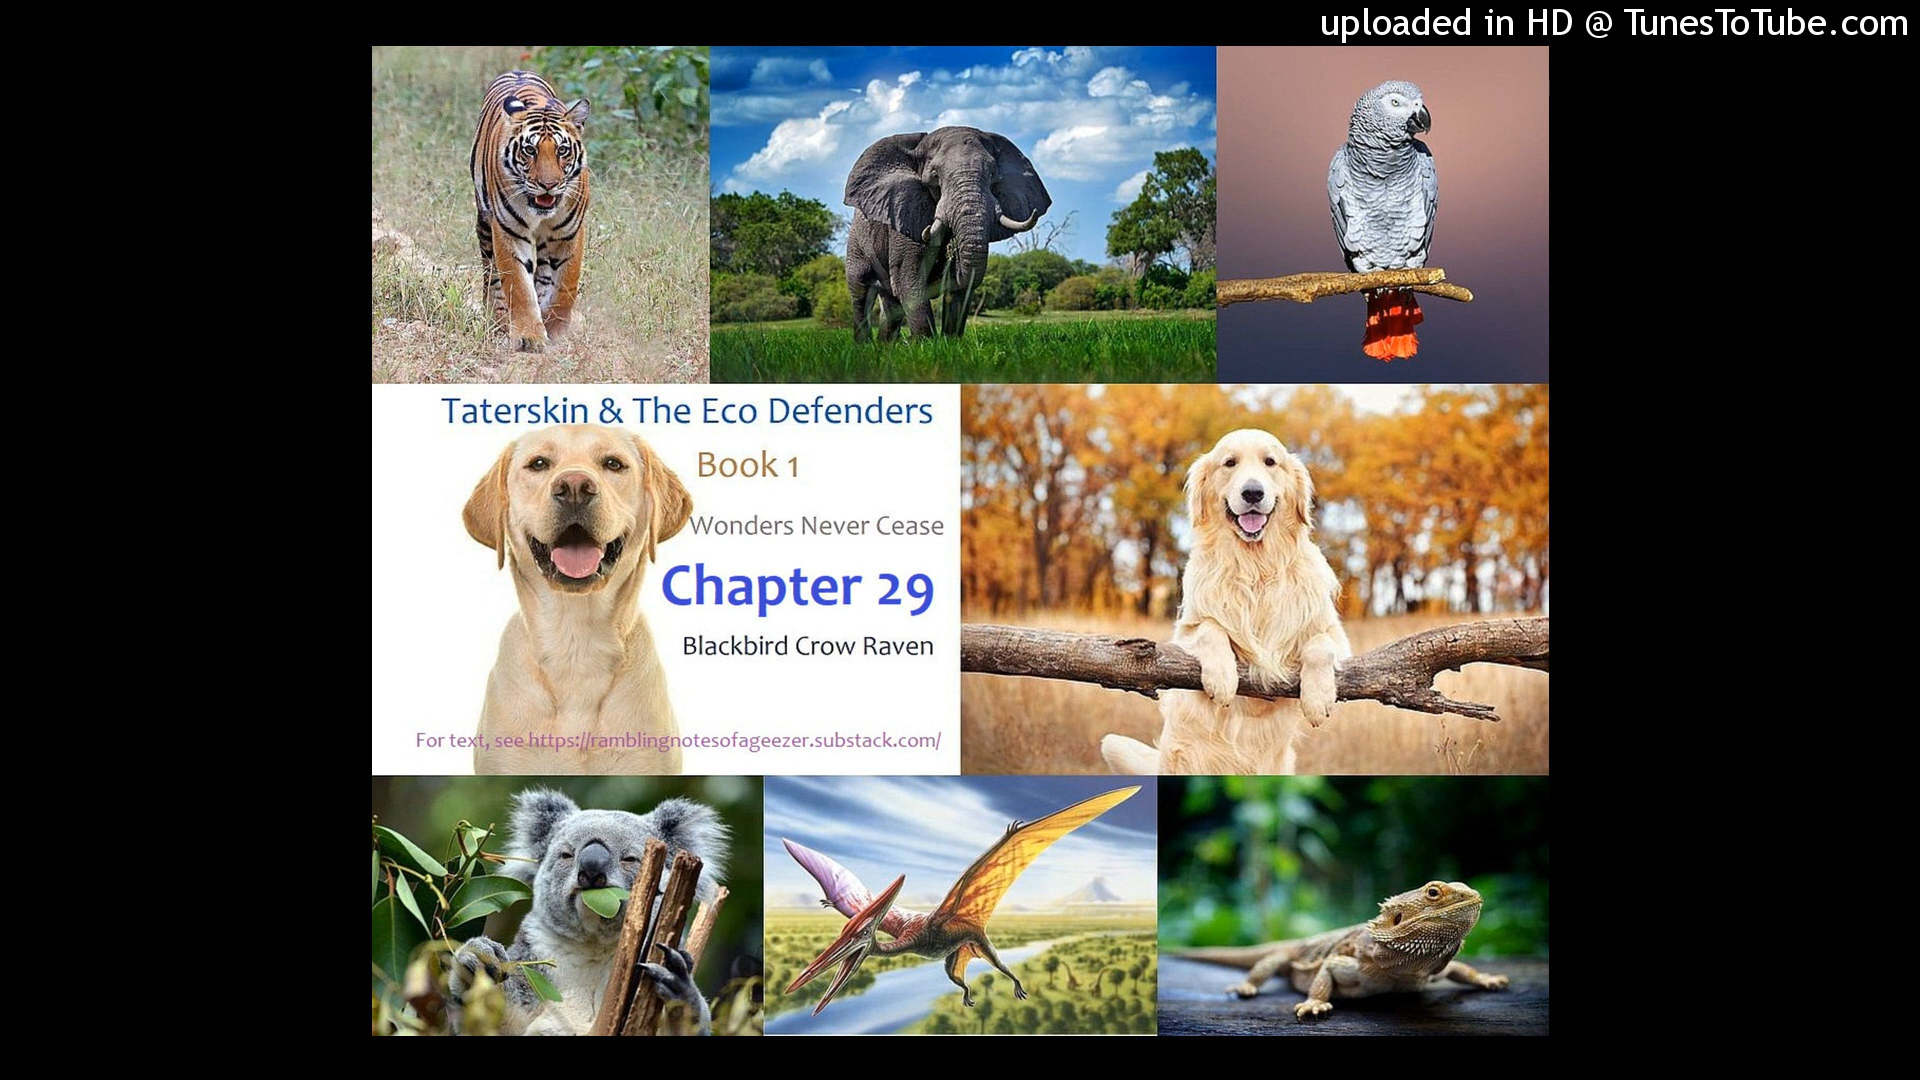 uploaded in HD @ TunesToTube.com
Taterskin & The Eco Defenders
Book 1
Wonders Never Cease
Chapter 29
Blackbird Crow Raven
For text, see https://ramblingnotesofageezer.substack.com/